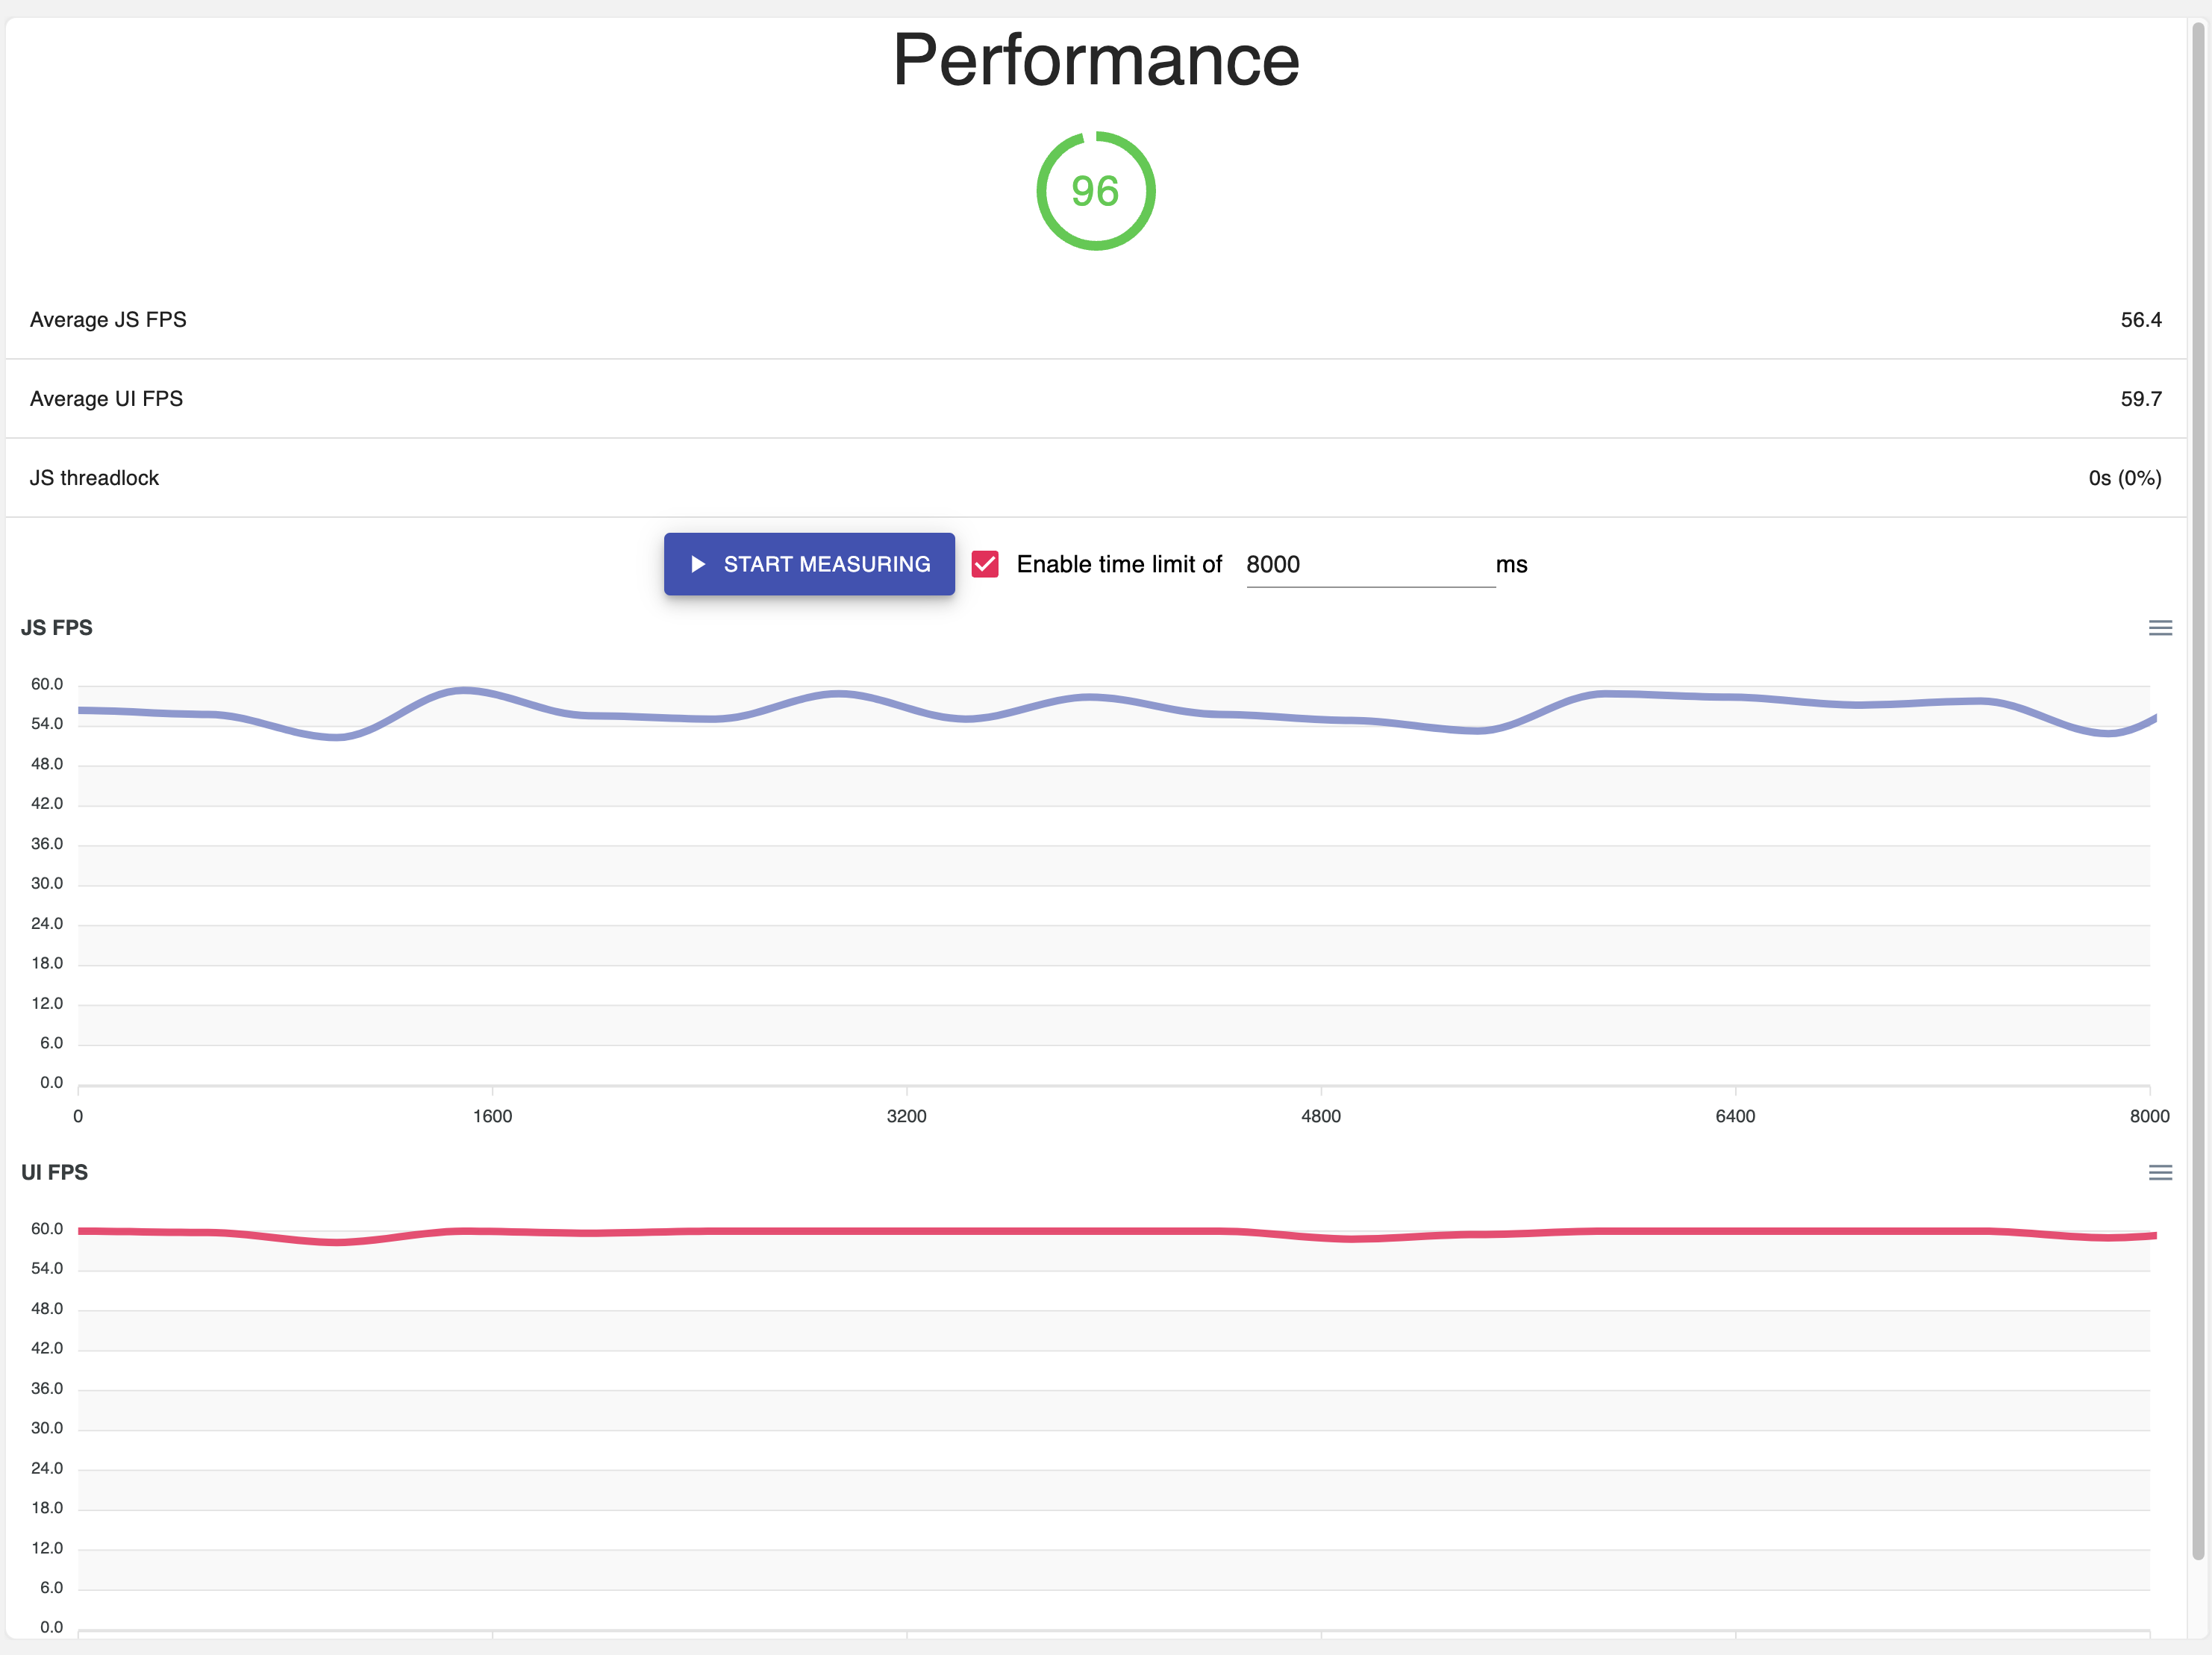 Performance
96
Average JS FPS 56.4
Average UI FPS 59.7
JS threadlock 0s (0%)
START MEASURING Enable time limit of 8000 ms
JS FPS
60.0
54.0
48.0
42.0
36.0
30.0
24.0
18.0
12.0
6.0
0.0
0 1600 3200 4800 6400 8000
UI FPS
60.0
54.0
48.0
42.0
36.0
30.0
24.0
18.0
12.0
6.0
0.0